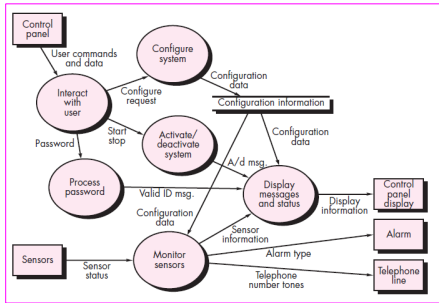 Control
panel
User commands
and data
Interact
with
user
Configure
system
Configure
request
Configuration
data
Configuration information
Start
stop
Password
Activate/
deactivate
system
Configuration
data
A/d msg.
Process
password
Valid ID msg.
Display
messages
and status
Display
information
Control
panel
display
Configuration
data
Sensor
information
Sensors
Sensor
status
Monitor
sensors
Alarm type
Alarm
Telephone
number tones
Telephone
line